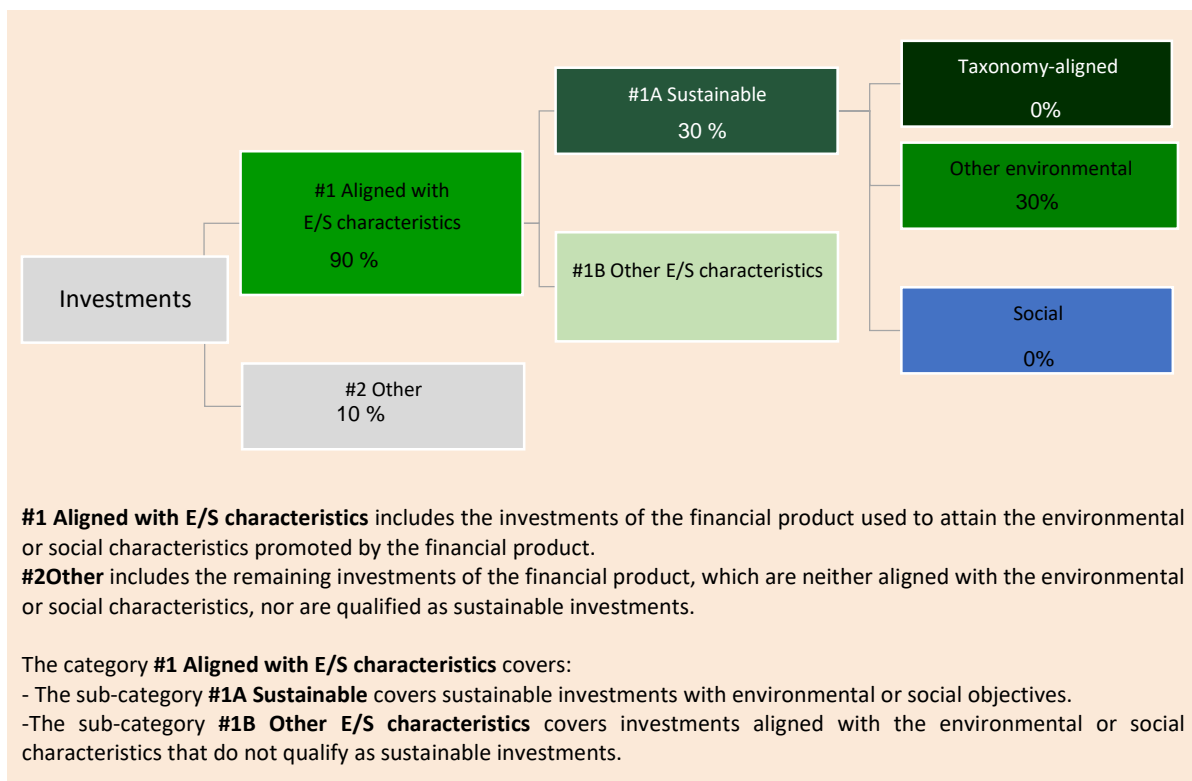 Investments
#1 Aligned with
E/S characteristics
90 %
#2 Other
10 %
#1A Sustainable
30 %
#1B Other E/S characteristics
Taxonomy-aligned
0%
Other environmental
30%
Social
0%
#1 Aligned with E/S characteristics includes the investments of the financial product used to attain the environmental
or social characteristics promoted by the financial product.
#2Other includes the remaining investments of the financial product, which are neither aligned with the environmental
or social characteristics, nor are qualified as sustainable investments.
The category #1 Aligned with E/S characteristics covers:
- The sub-category #1A Sustainable covers sustainable investments with environmental or social objectives.
-The sub-category #1B Other E/S characteristics covers investments aligned with the environmental or social
characteristics that do not qualify as sustainable investments.